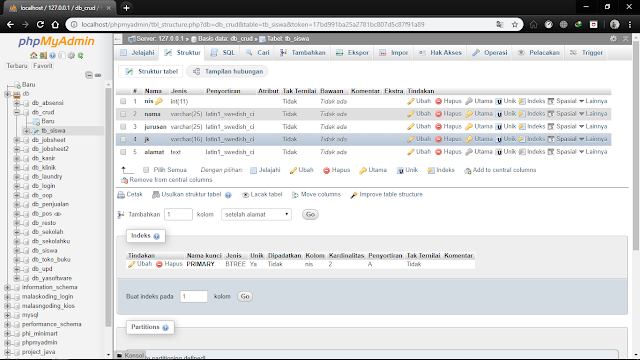 localhost / 127.0.0.1 / db_crud/
localhost/phpmyadmin/tbl_structure.php?db=db_crud&table=tb_siswa&token=17bd991ba25a2781bc807d5c87f91a89
phpMyAdmin
Terbaru Favorit
Baru
db
db_absensi
db_crud
Baru
tb_siswa
db_jobsheet
db_jobsheet2
db_kasir
db_klinik
db_laundry
db_login
db_oop
db_penjualan
db_pos
db_resto
db_sekolah
db_sekolahku
db_siswa
db_toko_buku
db_upd
db_yasoftware
information_schema
malaskoding_login
malasngoding_kios
mysql
performance_schema
phi_minimart
phpmyadmin
project_java
Server: 127.0.0.1 » Basis data: db_crud » Tabel: tb_siswa
Jelajahi Struktur SQL Cari Tambahkan Ekspor Impor Hak Akses Operasi Pelacakan Trigger
Struktur tabel Tampilan hubungan
# Nama Jenis Penyortiran Atribut Tak Ternilai Bawaan Komentar Ekstra Tindakan
1 nis int(11) Tidak Tidak ada Ubah Hapus Utama Unik Indeks Spasial Lainnya
2 nama varchar(25) latin1_swedish_ci Tidak Tidak ada Ubah Hapus Utama Unik Indeks Spasial Lainnya
3 jurusan varchar(25) latin1_swedish_ci Tidak Tidak ada Ubah Hapus Utama Unik Indeks Spasial Lainnya
4 jk varchar(16) latin1_swedish_ci Tidak Tidak ada Ubah Hapus Utama Unik Indeks Spasial Lainnya
5 alamat text latin1_swedish_ci Tidak Tidak ada Ubah Hapus Utama Unik Indeks Spasial Lainnya
Pilih Semua Dengan pilihan: Jelajahi Ubah Hapus Utama Unik Indeks Add to central columns
Remove from central columns
Cetak Usulkan struktur tabel Lacak tabel Move columns Improve table structure
Tambahkan 1 kolom setelah alamat Go
Indeks
Tindakan Nama kunci Jenis Unik Dipadatkan Kolom Kardinalitas Penyortiran Tak Ternilai Komentar
Ubah Hapus PRIMARY BTREE Ya Tidak nis 2 A Tidak
Buat indeks pada 1 kolom Go
Partitions
Konsol
partitioning defined!